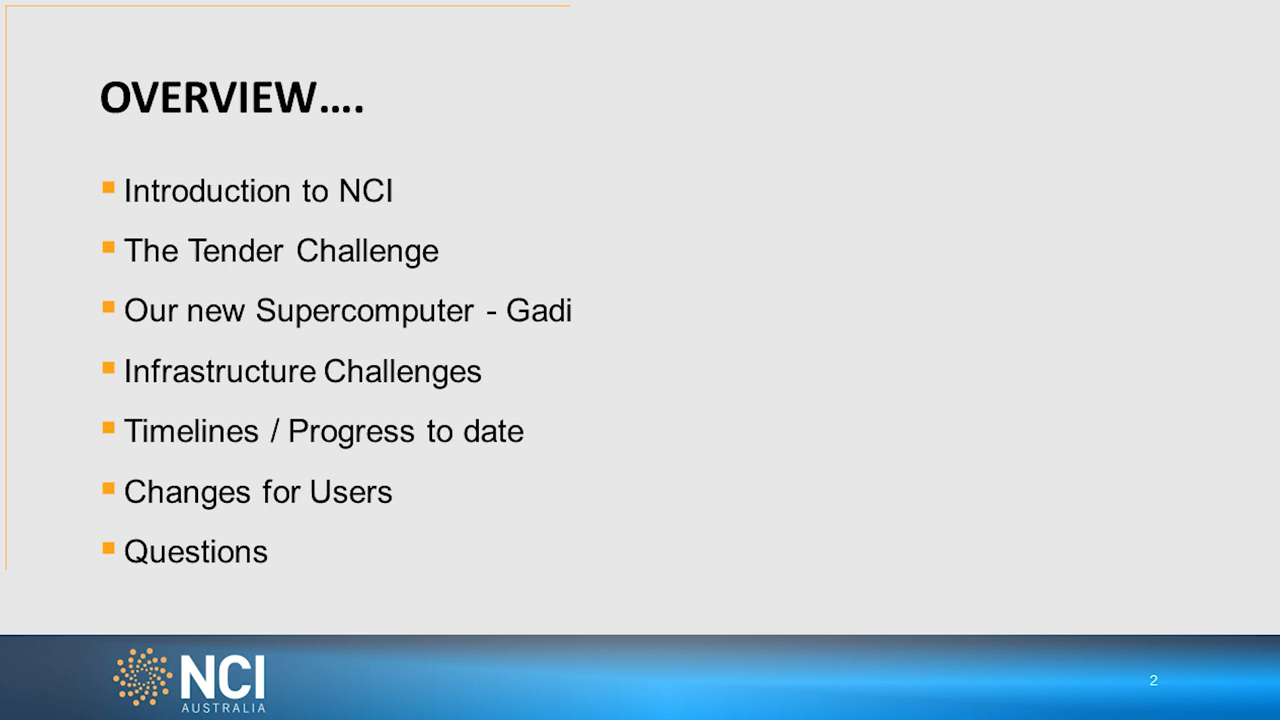 OVERVIEW....
Introduction to NCI
The Tender Challenge
Our new Supercomputer - Gadi
Infrastructure Challenges
Timelines / Progress to date
Changes for Users
Questions
NCI
AUSTRALIA
2